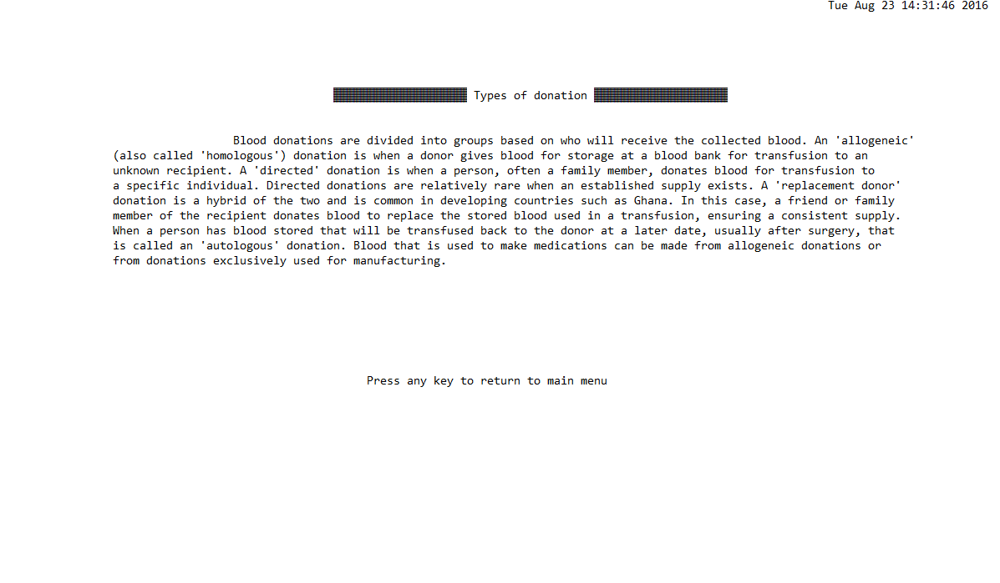 Tue Aug 23 14:31:46 2016
Types of donation
Blood donations are divided into groups based on who will receive the collected blood. An 'allogeneic'
(also called 'homologous') donation is when a donor gives blood for storage at a blood bank for transfusion to an
unknown recipient. A 'directed' donation is when a person, often a family member, donates blood for transfusion to
a specific individual. Directed donations are relatively rare when an established supply exists. A 'replacement donor'
donation is a hybrid of the two and is common in developing countries such as Ghana. In this case, a friend or family
member of the recipient donates blood to replace the stored blood used in a transfusion, ensuring a consistent supply.
When a person has blood stored that will be transfused back to the donor at a later date, usually after surgery, that
is called an 'autologous' donation. Blood that is used to make medications can be made from allogeneic donations or
from donations exclusively used for manufacturing.
Press any key to return to main menu